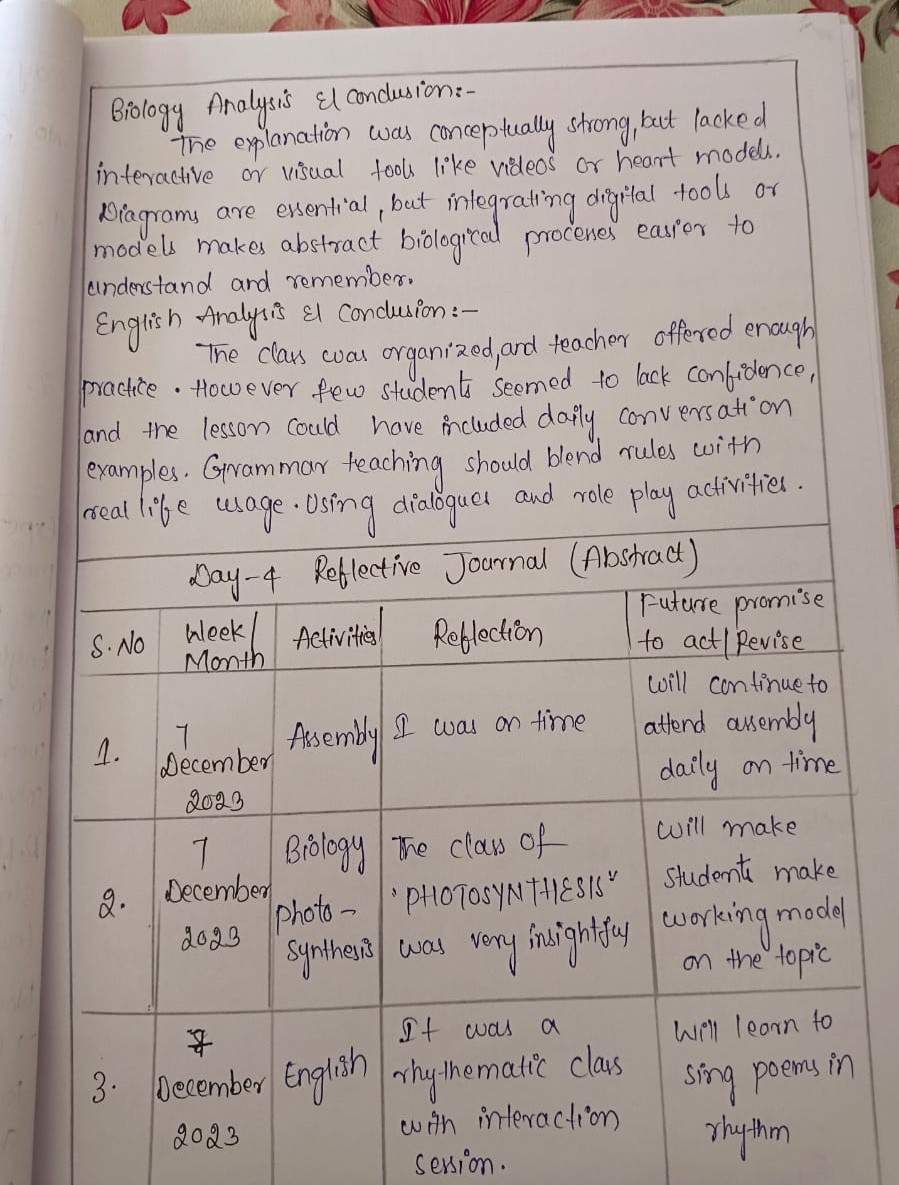 Biology Analysis & Conclusion:-
The explanation was conceptually strong, but lacked
interactive or visual tools like videos or heart models.
Diagrams are essential, but integrating digital tools or
models makes abstract biological processes easier to
understand and remember.
English Analysis & Conclusion:-
The class was organized, and teacher offered enough
practice. However few students seemed to lack confidence,
and the lesson could have included daily conversation
examples. Grammar teaching should blend rules with
real life usage. Using dialogues and role play activities.
Day-4 Reflective Journal (Abstract)
S.No Week/ Month Activities Reflection Future promise to act/Revise
1. 7 December 2023 Assembly I was on time will continue to attend assembly daily on time
2. 7 December 2023 Biology photo-synthesis The class of 'PHOTOSYNTHESIS" was very insightful will make students make working model on the topic
3. 7 December 2023 English It was a rhythematic class with interaction session. Will learn to sing poems in rhythm